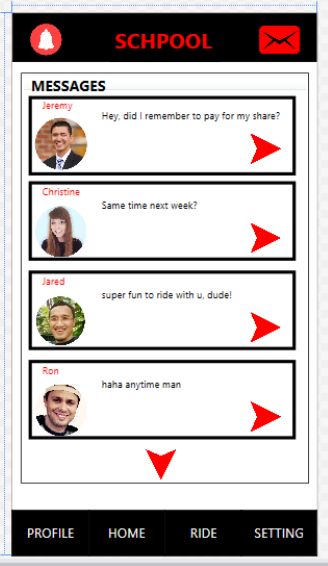 SCHPOOL
MESSAGES
Jeremy
Hey, did I remember to pay for my share?
Christine
Same time next week?
Jared
super fun to ride with u, dude!
Ron
haha anytime man
PROFILE HOME RIDE SETTING